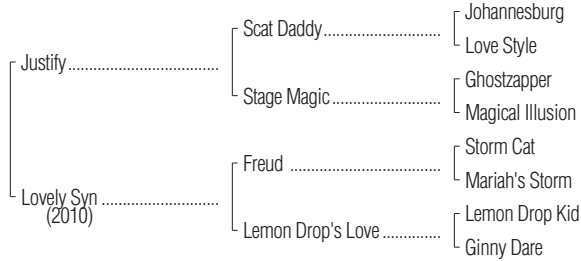 Johannesburg
Scat Daddy
Love Style
Justify
Ghostzapper
Stage Magic
Magical Illusion
Storm Cat
Freud
Mariah's Storm
Lovely Syn
(2010)
Lemon Drop Kid
Lemon Drop's Love
Ginny Dare